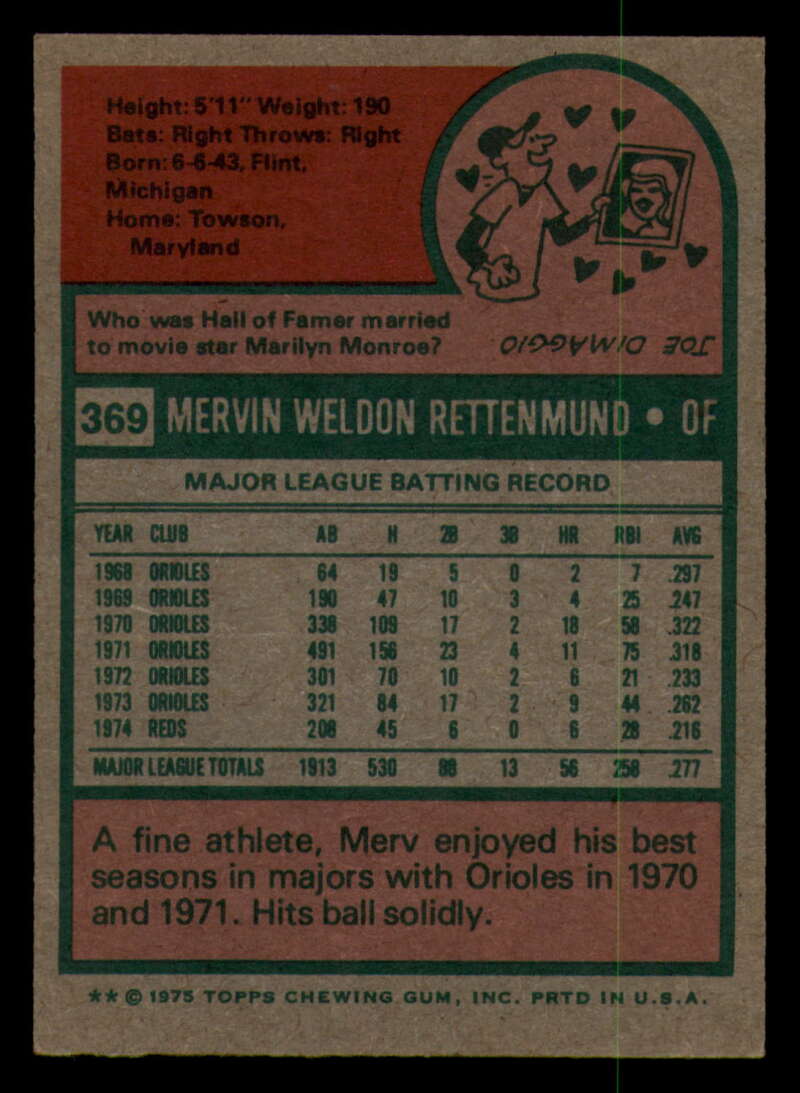 Height: 5'11" Weight: 190
Bats: Right Throws: Right
Born: 6-6-43, Flint,
Michigan
Home: Towson,
Maryland
Who was Hall of Famer married
to movie star Marilyn Monroe?
JOE DIMAGGIO
369 MERVIN WELDON RETTENMUND • OF
MAJOR LEAGUE BATTING RECORD
YEAR CLUB AB H 2B 3B HR RBI AVG
1968 ORIOLES 64 19 5 0 2 7 .297
1969 ORIOLES 190 47 10 3 4 25 .247
1970 ORIOLES 338 109 17 2 18 58 .322
1971 ORIOLES 491 156 23 4 11 75 .318
1972 ORIOLES 301 70 10 2 6 21 .233
1973 ORIOLES 321 84 17 2 9 44 .262
1974 REDS 208 45 6 0 6 28 .216
MAJOR LEAGUE TOTALS 1913 530 88 13 56 258 .277
A fine athlete, Merv enjoyed his best
seasons in majors with Orioles in 1970
and 1971. Hits ball solidly.
** © 1975 TOPPS CHEWING GUM, INC. PRTD IN U.S.A.